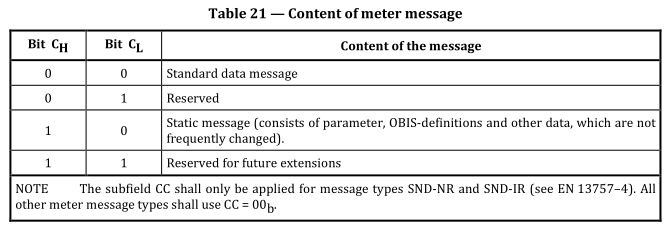 Table 21 — Content of meter message
Bit CH Bit CL Content of the message
0 0 Standard data message
0 1 Reserved
1 0 Static message (consists of parameter, OBIS-definitions and other data, which are not
frequently changed).
1 1 Reserved for future extensions
NOTE The subfield CC shall only be applied for message types SND-NR and SND-IR (see EN 13757–4). All
other meter message types shall use CC = 00b.